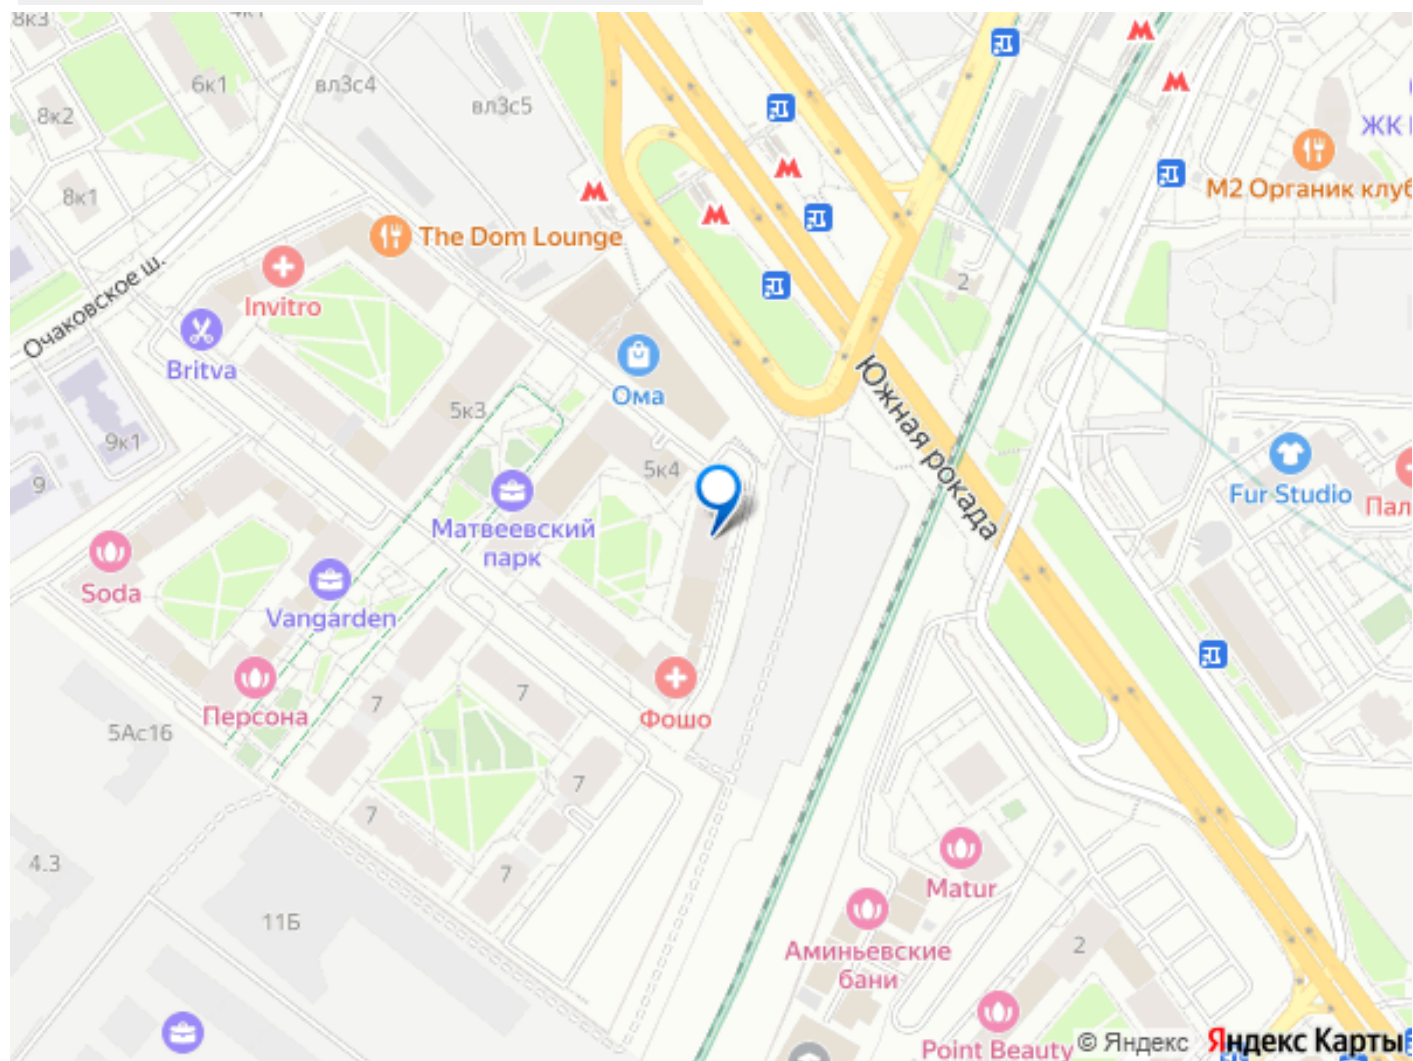 8к3
4к1
6к1
вл3с4
вл3с5
8к2
ЖК
М2 Органик клуб
8к1
The Dom Lounge
2
Invitro
Очаковское ш.
Britva
Ома
Южная рокада
5к3
9к1
5к4
9
Fur Studio
Пал
Матвеевский
парк
Soda
Vangarden
7
7
Персона
Фошо
5Ас16
7
7
4.3
7
Matur
11Б
2
Аминьевские
бани
Point Beauty
© Яндекс
Яндекс Карты